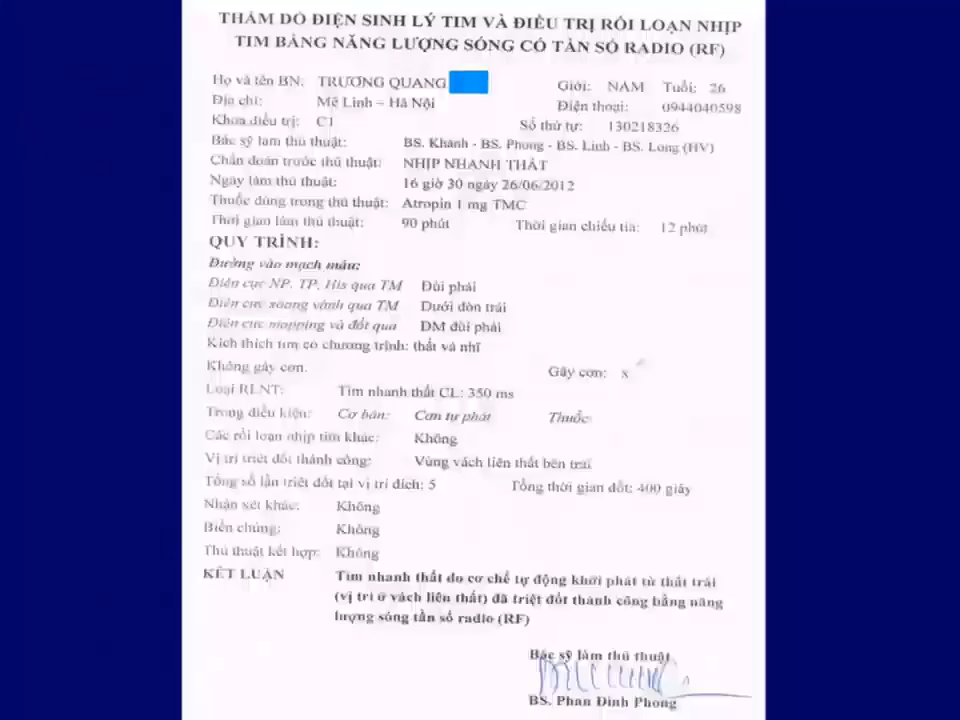 THĂM DÒ ĐIỆN SINH LÝ TIM VÀ ĐIỀU TRỊ RỐI LOẠN NHỊP
TIM BẰNG NĂNG LƯỢNG SÓNG CÓ TẦN SỐ RADIO (RF)
Họ và tên BN: TRƯƠNG QUANG Giới: NAM Tuổi: 26
Địa chỉ: Mê Linh – Hà Nội Điện thoại: 0944040598
Khoa điều trị: C1 Số thứ tự: 130218326
Bác sỹ làm thủ thuật: BS. Khánh - BS. Phong - BS. Linh - BS. Long (HV)
Chẩn đoán trước thủ thuật: NHỊP NHANH THẤT
Ngày làm thủ thuật: 16 giờ 30 ngày 26/06/2012
Thuốc dùng trong thủ thuật: Atropin 1 mg TMC
Thời gian làm thủ thuật: 90 phút Thời gian chiếu tia: 12 phút
QUY TRÌNH:
Đường vào mạch máu:
Điện cực NP, TP, His qua TM Đùi phải
Điện cực xoang vành qua TM Dưới đòn trái
Điện cực mapping và đốt qua ĐM đùi phải
Kích thích tim có chương trình: thất và nhĩ
Không gây cơn: Gây cơn: x
Loại RLNT: Tim nhanh thất CL: 350 ms
Trong điều kiện: Cơ bản: Cơn tự phát Thuốc:
Các rối loạn nhịp tim khác: Không
Vị trí triệt đốt thành công: Vùng vách liên thất bên trái
Tổng số lần triệt đốt tại vị trí đích: 5 Tổng thời gian đốt: 400 giây
Nhận xét khác: Không
Biến chứng: Không
Thủ thuật kết hợp: Không
KẾT LUẬN Tim nhanh thất do cơ chế tự động khởi phát từ thất trái
(vị trí ở vách liên thất) đã triệt đốt thành công bằng năng
lượng sóng tần số radio (RF)
Bác sỹ làm thủ thuật
BS. Phan Đình Phong